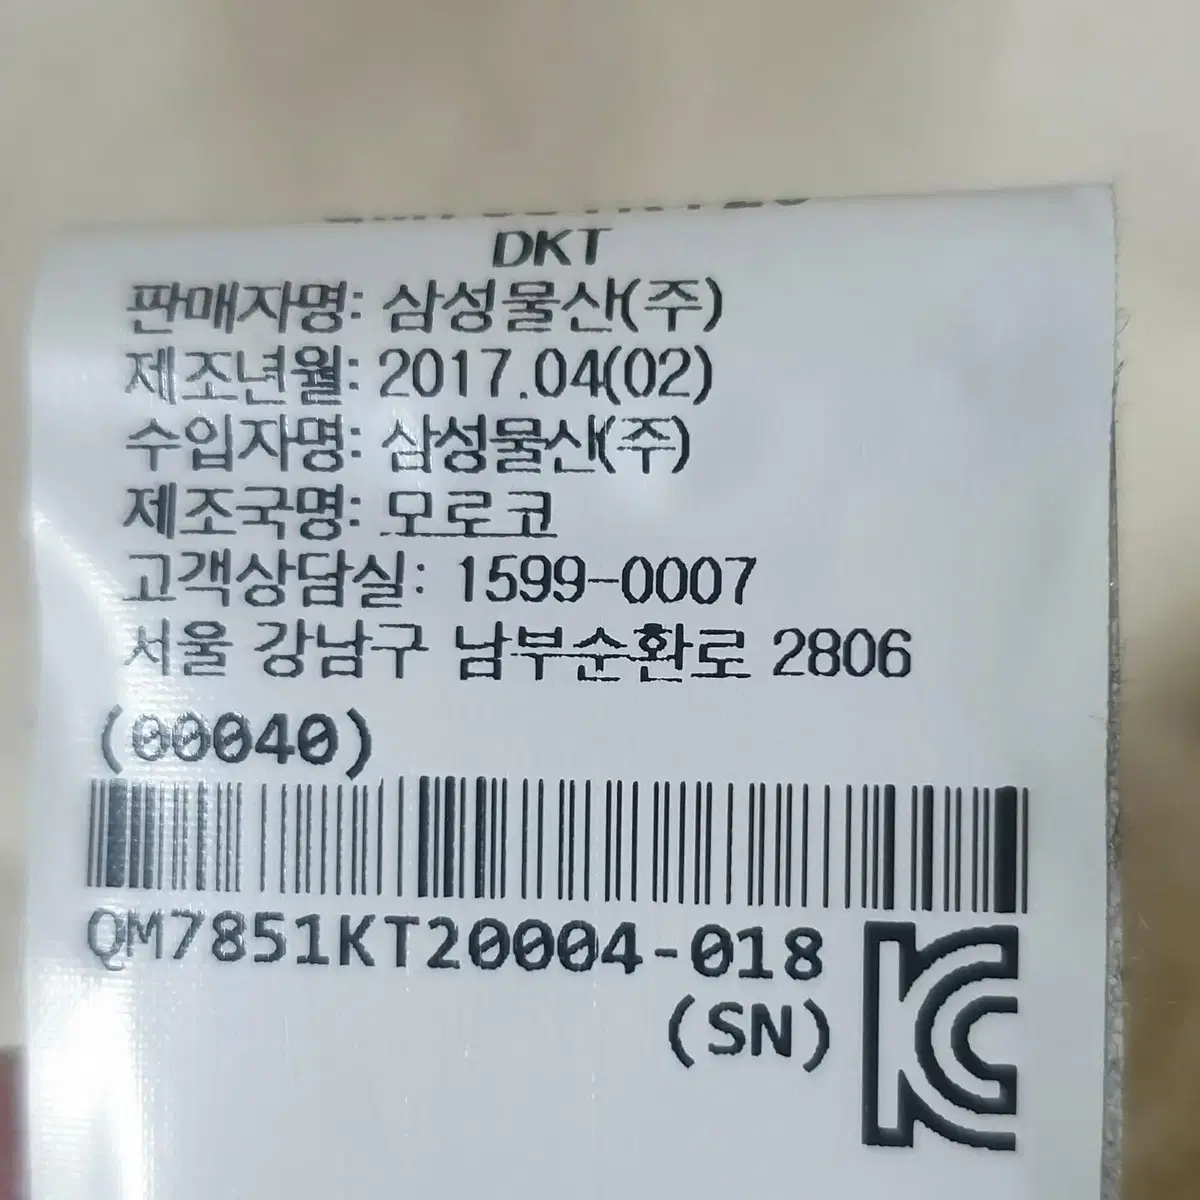 DKT
판매자명: 삼성물산(주)
제조년월: 2017.04(02)
수입자명: 삼성물산(주)
제조국명: 모로코
고객상담실: 1599-0007
서울 강남구 남부순환로 2806
(00040)
QM7851KT20004-018
(SN)
KC